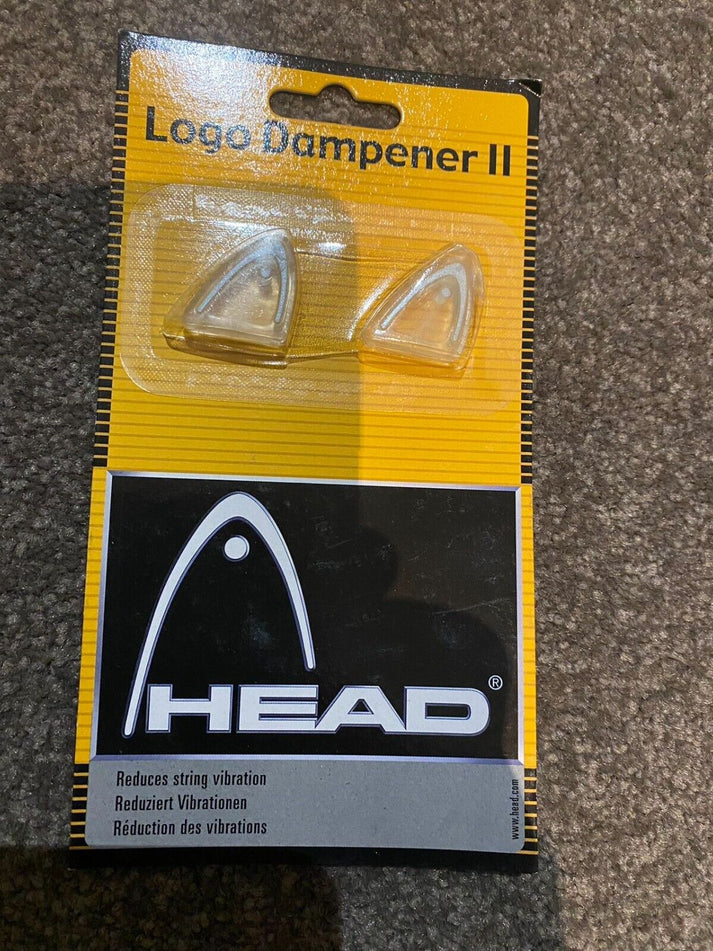 Logo Dampener II
HEAD®
Reduces string vibration
Reduziert Vibrationen
Réduction des vibrations
www.head.com